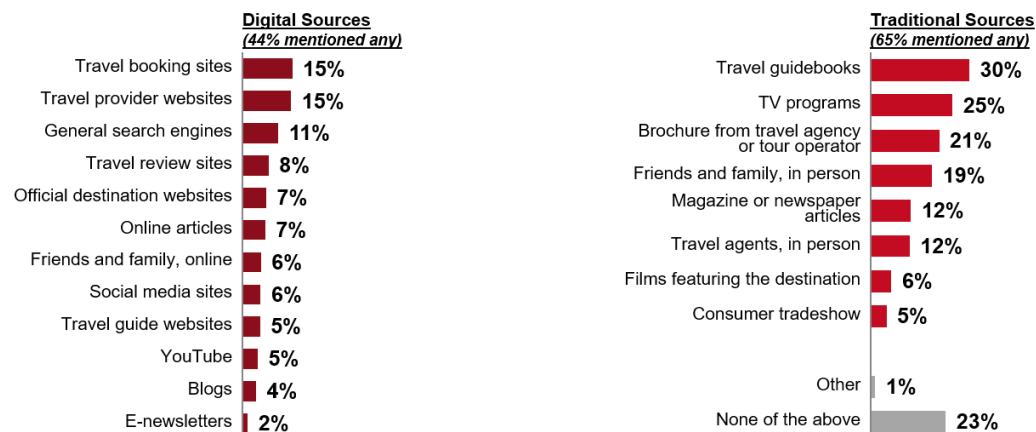 Digital Sources
(44% mentioned any)
Travel booking sites 15%
Travel provider websites 15%
General search engines 11%
Travel review sites 8%
Official destination websites 7%
Online articles 7%
Friends and family, online 6%
Social media sites 6%
Travel guide websites 5%
YouTube 5%
Blogs 4%
E-newsletters 2%
Traditional Sources
(65% mentioned any)
Travel guidebooks 30%
TV programs 25%
Brochure from travel agency
or tour operator 21%
Friends and family, in person 19%
Magazine or newspaper
articles 12%
Travel agents, in person 12%
Films featuring the destination 6%
Consumer tradeshow 5%
Other 1%
None of the above 23%